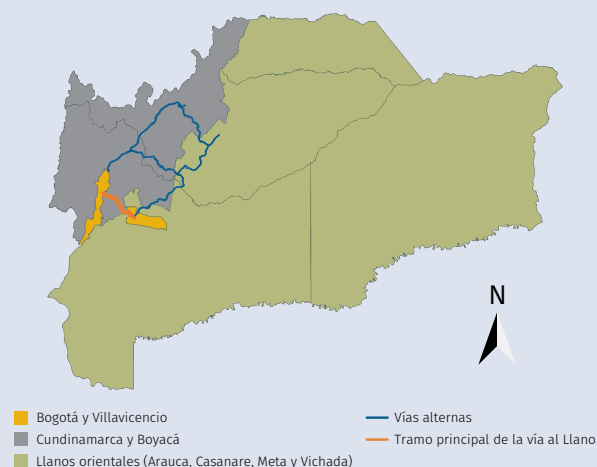 N
Bogotá y Villavicencio
Cundinamarca y Boyacá
Llanos orientales (Arauca, Casanare, Meta y Vichada)
Vías alternas
Tramo principal de la vía al Llano